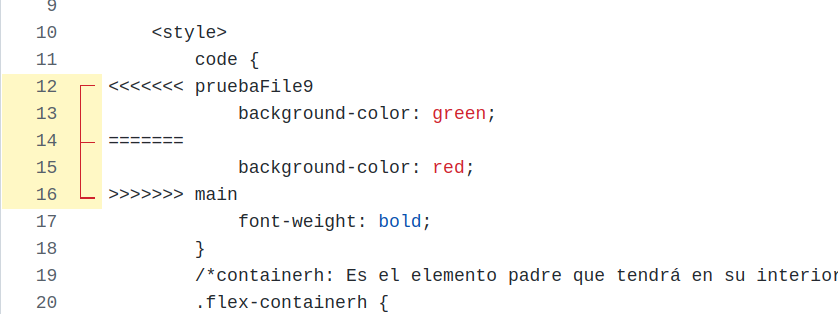 9
10 <style>
11 code {
12 <<<<<<< pruebaFile9
13 background-color: green;
14 =======
15 background-color: red;
16 >>>>>>> main
17 font-weight: bold;
18 }
19 /*containerh: Es el elemento padre que tendrá en su interior
20 .flex-containerh {